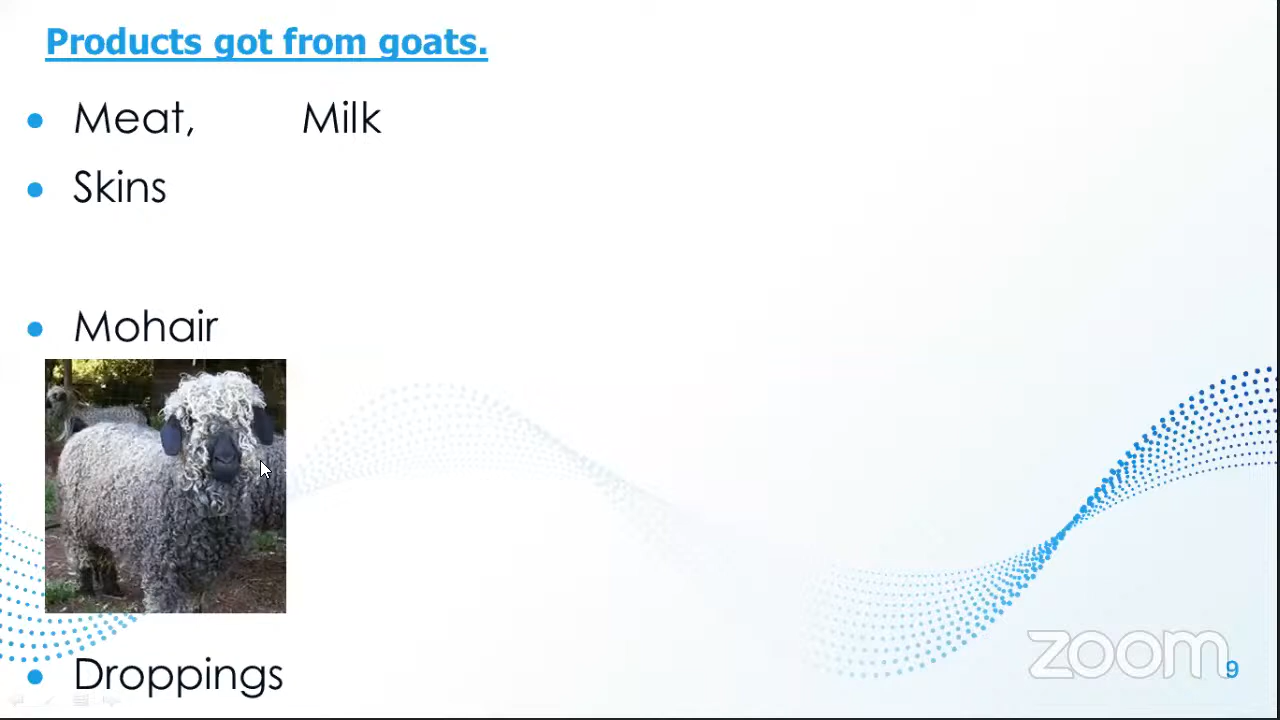 Products got from goats.
Meat, Milk
Skins
Mohair
Droppings
zoom
9